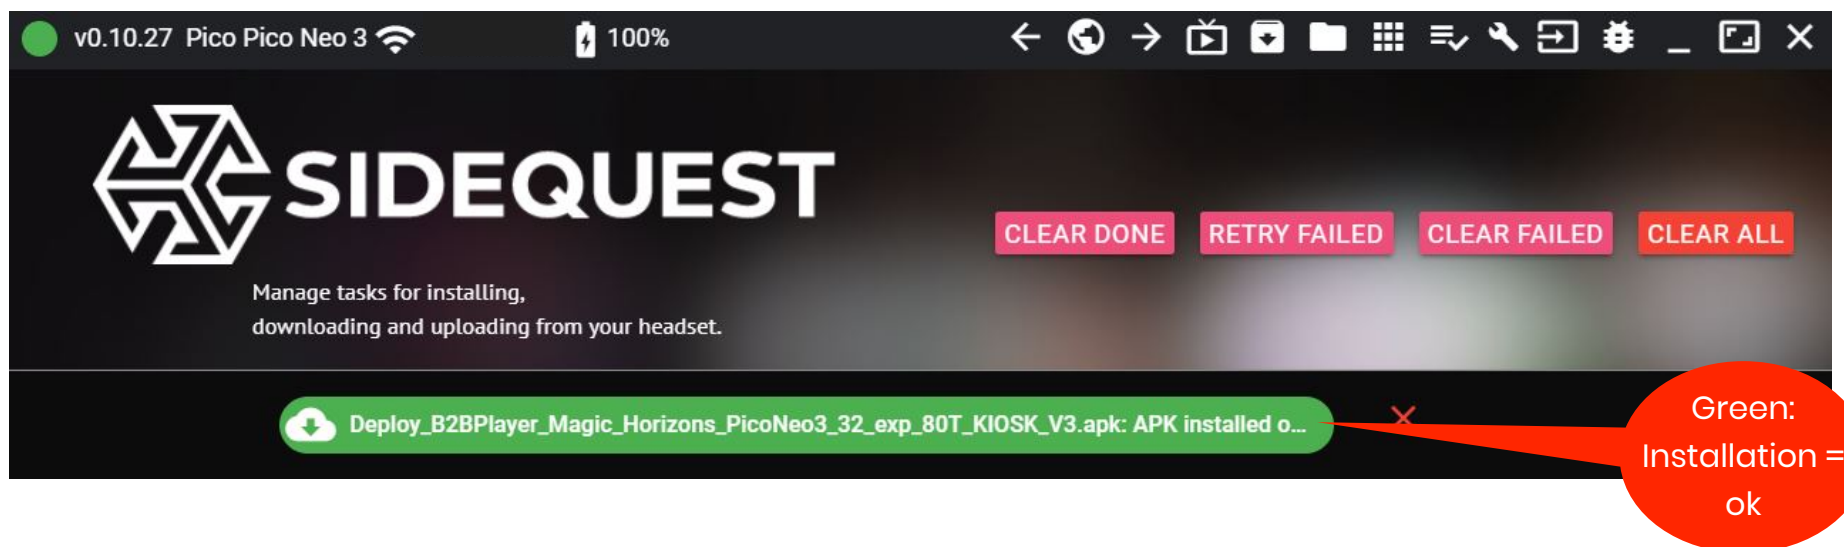 v0.10.27 Pico Pico Neo 3 100%
SIDEQUEST
CLEAR DONE RETRY FAILED CLEAR FAILED CLEAR ALL
Manage tasks for installing,
downloading and uploading from your headset.
Deploy_B2BPlayer_Magic_Horizons_PicoNeo3_32_exp_80T_KIOSK_V3.apk: APK installed o...
Green:
Installation =
ok